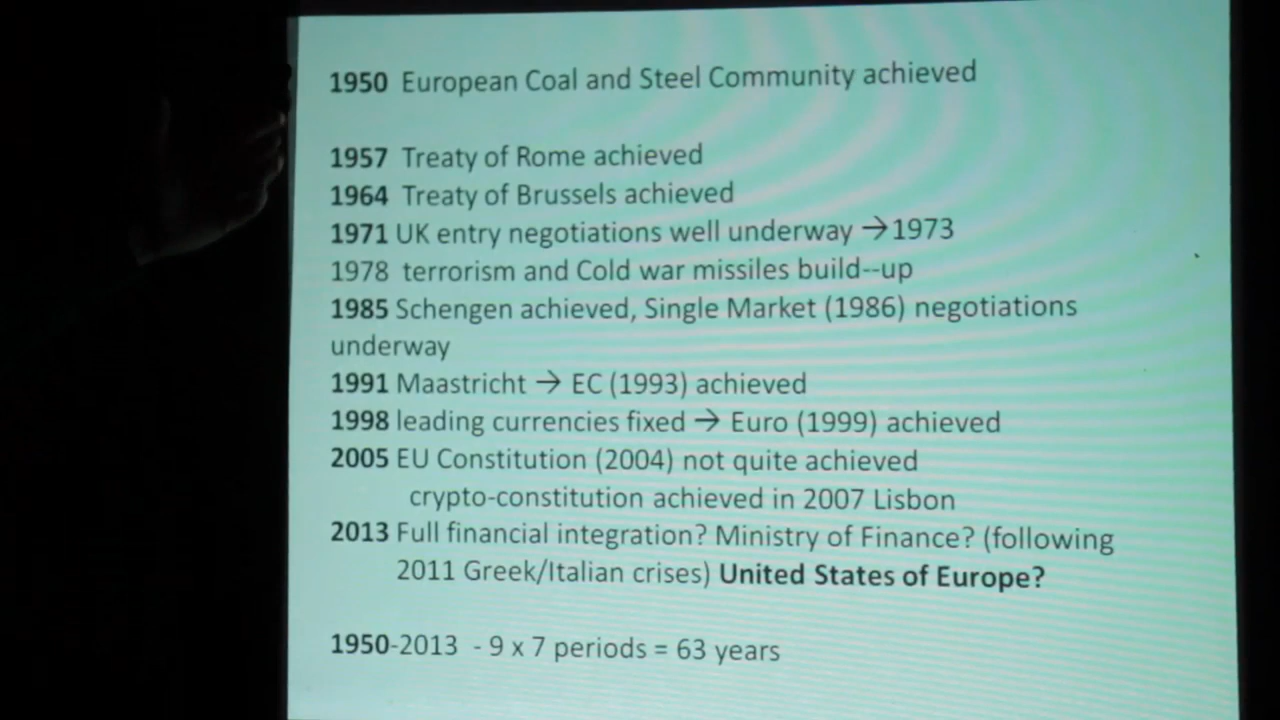 1950 European Coal and Steel Community achieved
1957 Treaty of Rome achieved
1964 Treaty of Brussels achieved
1971 UK entry negotiations well underway →1973
1978 terrorism and Cold war missiles build--up
1985 Schengen achieved, Single Market (1986) negotiations
underway
1991 Maastricht → EC (1993) achieved
1998 leading currencies fixed → Euro (1999) achieved
2005 EU Constitution (2004) not quite achieved
crypto-constitution achieved in 2007 Lisbon
2013 Full financial integration? Ministry of Finance? (following
2011 Greek/Italian crises) United States of Europe?
1950-2013 - 9 x 7 periods = 63 years